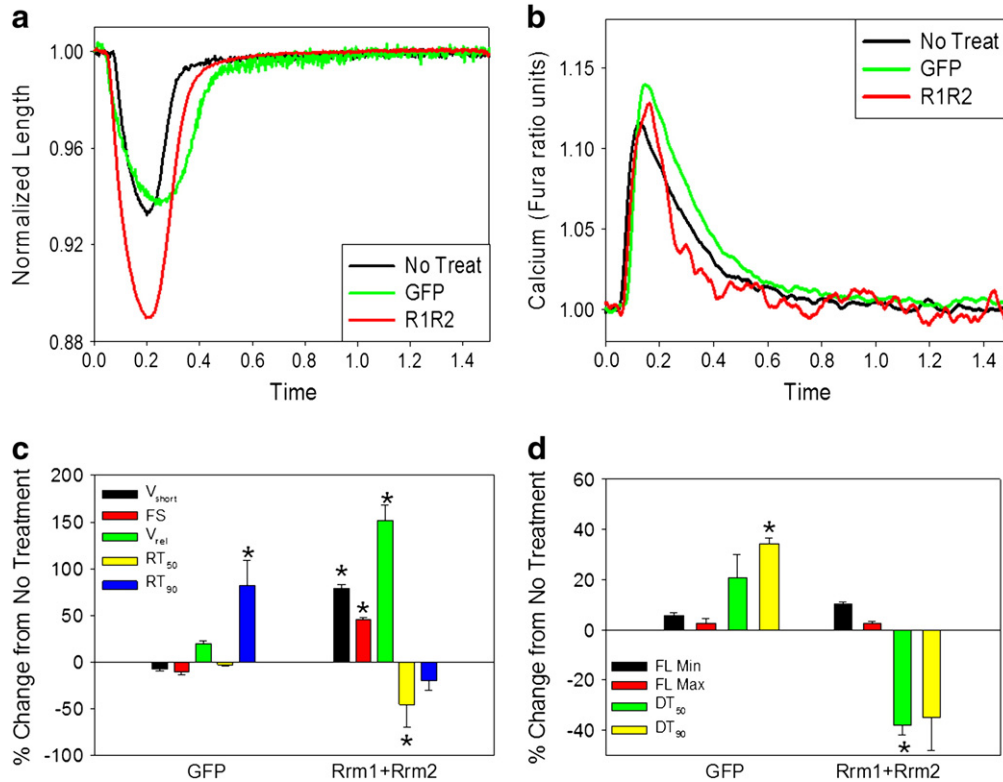 a
1.00
0.96
0.92
0.88
Normalized Length
No Treat
GFP
R1R2
0.0 0.2 0.4 0.6 0.8 1.0 1.2 1.4
Time
b
1.15
1.10
1.05
1.00
Calcium (Fura ratio units)
No Treat
GFP
R1R2
0.0 0.2 0.4 0.6 0.8 1.0 1.2 1.4
Time
c
200
150
100
50
0
-50
-100
% Change from No Treatment
Vshort
FS
Vrel
RT50
RT90
*
* * *
*
GFP Rrm1+Rrm2
d
60
40
20
0
-20
-40
% Change from No Treatment
*
*
FL Min
FL Max
DT50
DT90
GFP Rrm1+Rrm2